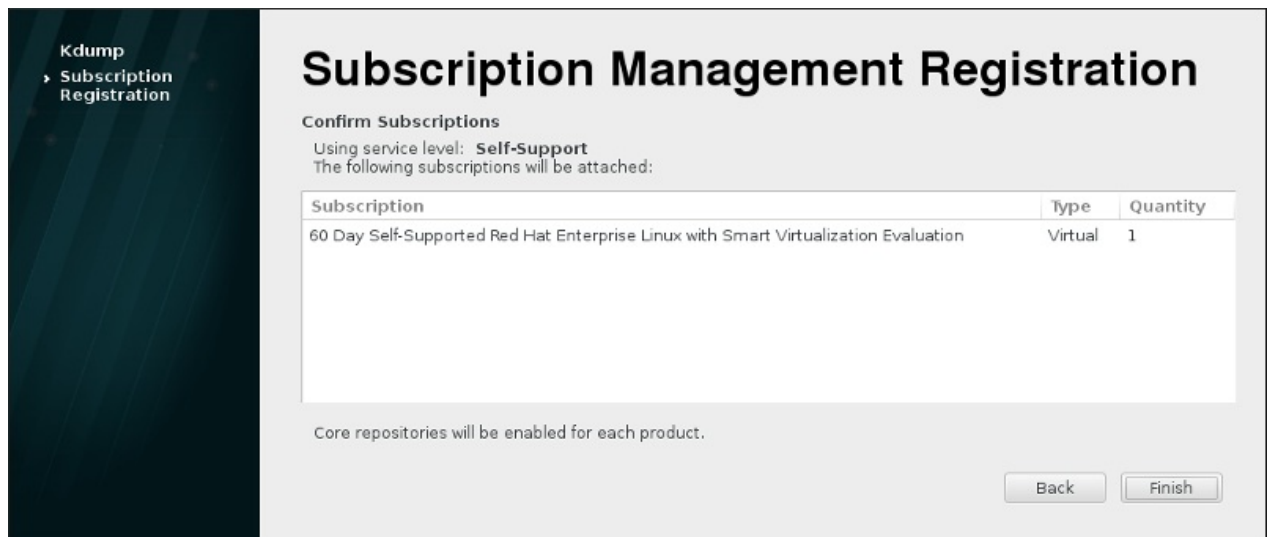 Kdump
Subscription
Registration
Subscription Management Registration
Confirm Subscriptions
Using service level: Self-Support
The following subscriptions will be attached:
Subscription Type Quantity
60 Day Self-Supported Red Hat Enterprise Linux with Smart Virtualization Evaluation Virtual 1
Core repositories will be enabled for each product.
Back Finish